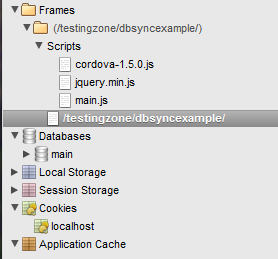 Frames
(/testingzone/dbsyncexample/)
Scripts
cordova-1.5.0.js
jquery.min.js
main.js
/testingzone/dbsyncexample/
Databases
main
Local Storage
Session Storage
Cookies
localhost
Application Cache